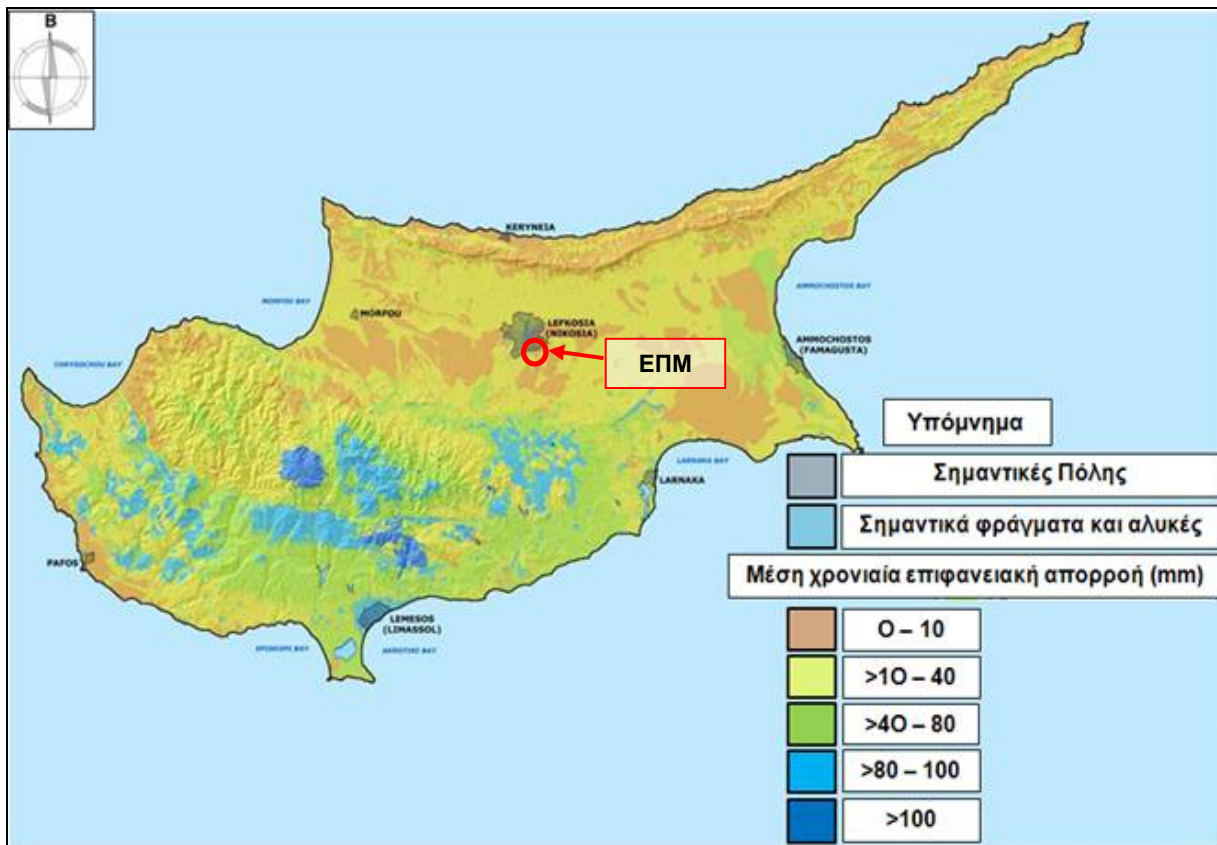 Β
KERYNEIA
MORFOU BAY
MORFOU
LEFKOSIA
(NIKOSIA)
AMMOCHOSTOS BAY
ΕΠΜ
AMMOCHOSTOS
(FAMAGUSTA)
CHRYSOCHOU BAY
LARNAKA BAY
LARNAKA
PAFOS
LEMESOS
(LIMASSOL)
EPISKOPI BAY
AKROTIRI BAY
Υπόμνημα
Σημαντικές Πόλης
Σημαντικά φράγματα και αλυκές
Μέση χρονιαία επιφανειακή απορροή (mm)
Ο – 10
>1Ο – 40
>4Ο – 80
>80 – 100
>100